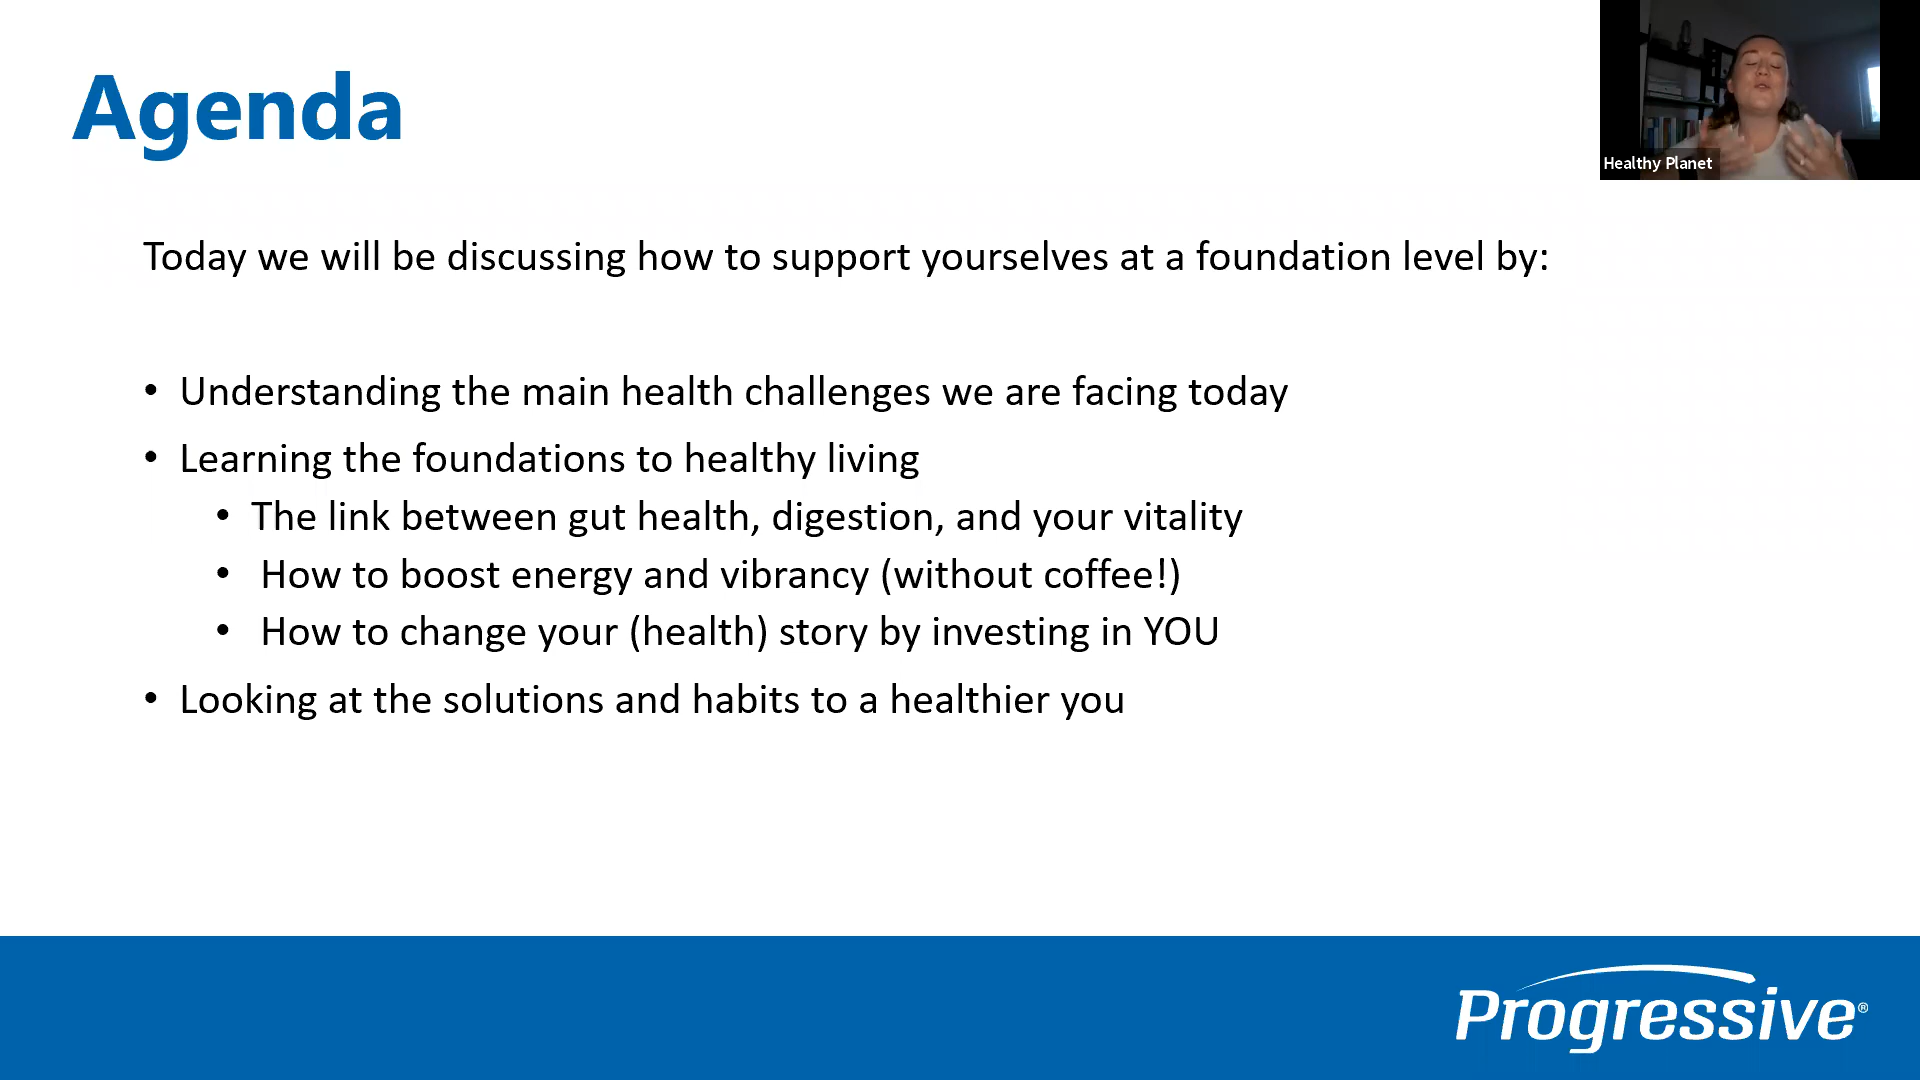 Agenda
Healthy Planet
Today we will be discussing how to support yourselves at a foundation level by:
• Understanding the main health challenges we are facing today
• Learning the foundations to healthy living
• The link between gut health, digestion, and your vitality
• How to boost energy and vibrancy (without coffee!)
• How to change your (health) story by investing in YOU
• Looking at the solutions and habits to a healthier you
Progressive®